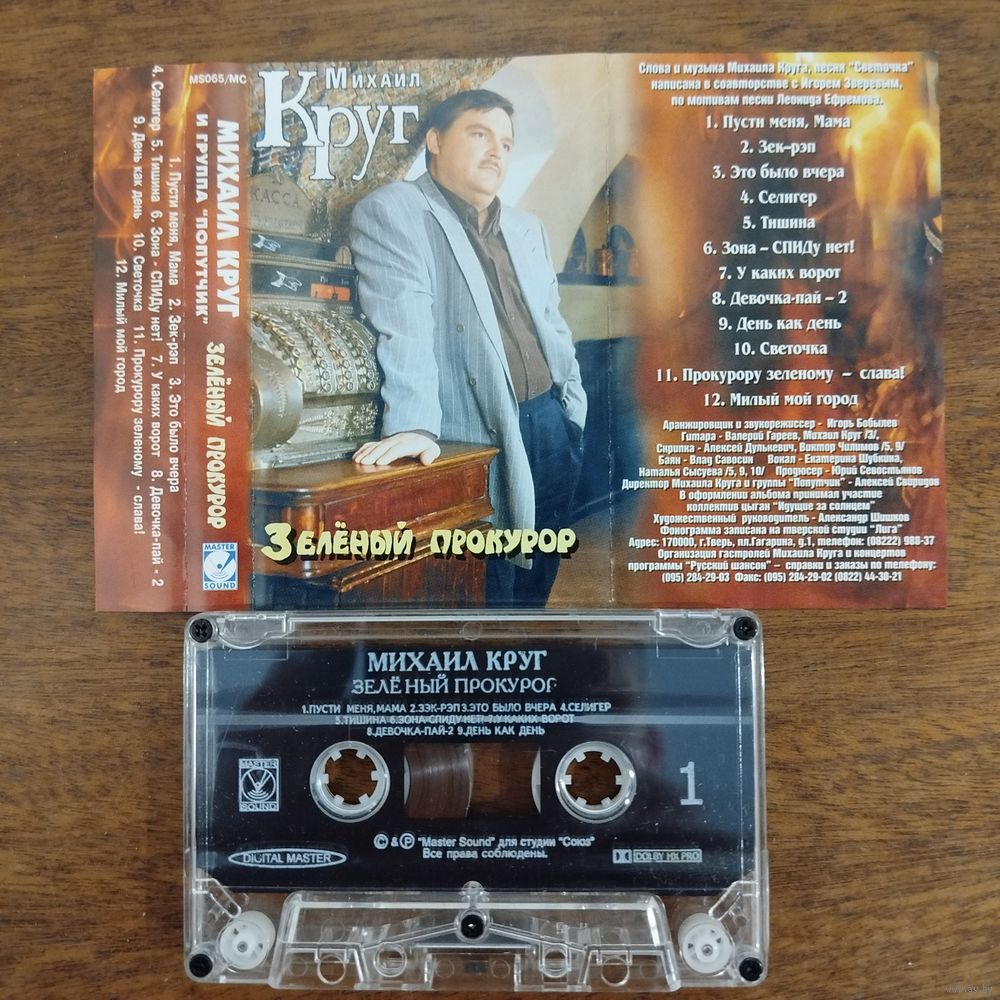 MS065/MC
4. Селигер 5. Тишина 6. Зона - СПИДу нет! 7. У каких ворот 8. Девочка-пай - 2
9. День как день 10. Светочка 11. Прокурору зеленому - слава!
12. Милый мой город
1. Пусти меня, Мама 2. Зек-рэп 3. Это было вчера
МИХАИЛ КРУГ
И ГРУППА "ПОПУТЧИК"
ЗЕЛЁНЫЙ ПРОКУРОР
MASTER
SOUND
МИХАИЛ
Круг
КАССА
ЗЕЛЁНЫЙ ПРОКУРОР
Слова и музыка Михаила Круга, песня "Светочка"
написана в соавторстве с Игорем Зверевым,
по мотивам песни Леонида Ефремова.
1. Пусти меня, Мама
2. Зек-рэп
3. Это было вчера
4. Селигер
5. Тишина
6. Зона – СПИДу нет!
7. У каких ворот
8. Девочка-пай – 2
9. День как день
10. Светочка
11. Прокурору зеленому – слава!
12. Милый мой город
Аранжировщик и звукорежиссер - Игорь Бобылев
Гитара - Валерий Гареев, Михаил Круг /3/,
Скрипка - Алексей Дулькевич, Виктор Чилимов /5, 9/
Баян - Влад Савосин Вокал - Екатерина Шубкина,
Наталья Сысуева /5, 9, 10/ Продюсер - Юрий Севостьянов
Директор Михаила Круга и группы "Попутчик" - Алексей Свиридов
В оформлении альбома принимал участие
коллектив цыган "Идущие за солнцем"
Художественный руководитель - Александр Шишков
Фонограмма записана на тверской студии "Лига"
Адрес: 170000, г.Тверь, пл.Гагарина, д.1, телефон: (08222) 988-37
Организация гастролей Михаила Круга и концертов
программы "Русский шансон" – справки и заказы по телефону:
(095) 284-29-03 Факс: (095) 284-29-02 (0822) 44-30-21
МИХАИЛ КРУГ
ЗЕЛЁНЫЙ ПРОКУРОР
1.ПУСТИ МЕНЯ,МАМА 2.ЗЭК-РЭП 3.ЭТО БЫЛО ВЧЕРА 4.СЕЛИГЕР
5.ТИШИНА 6.ЗОНА-СПИДУ НЕТ! 7.У КАКИХ ВОРОТ
8.ДЕВОЧКА-ПАЙ-2 9.ДЕНЬ КАК ДЕНЬ
MASTER
SOUND
1
© & ℗ "Master Sound" для студии "Союз"
Все права соблюдены.
DIGITAL MASTER
DOLBY HX PRO
www.ay.by